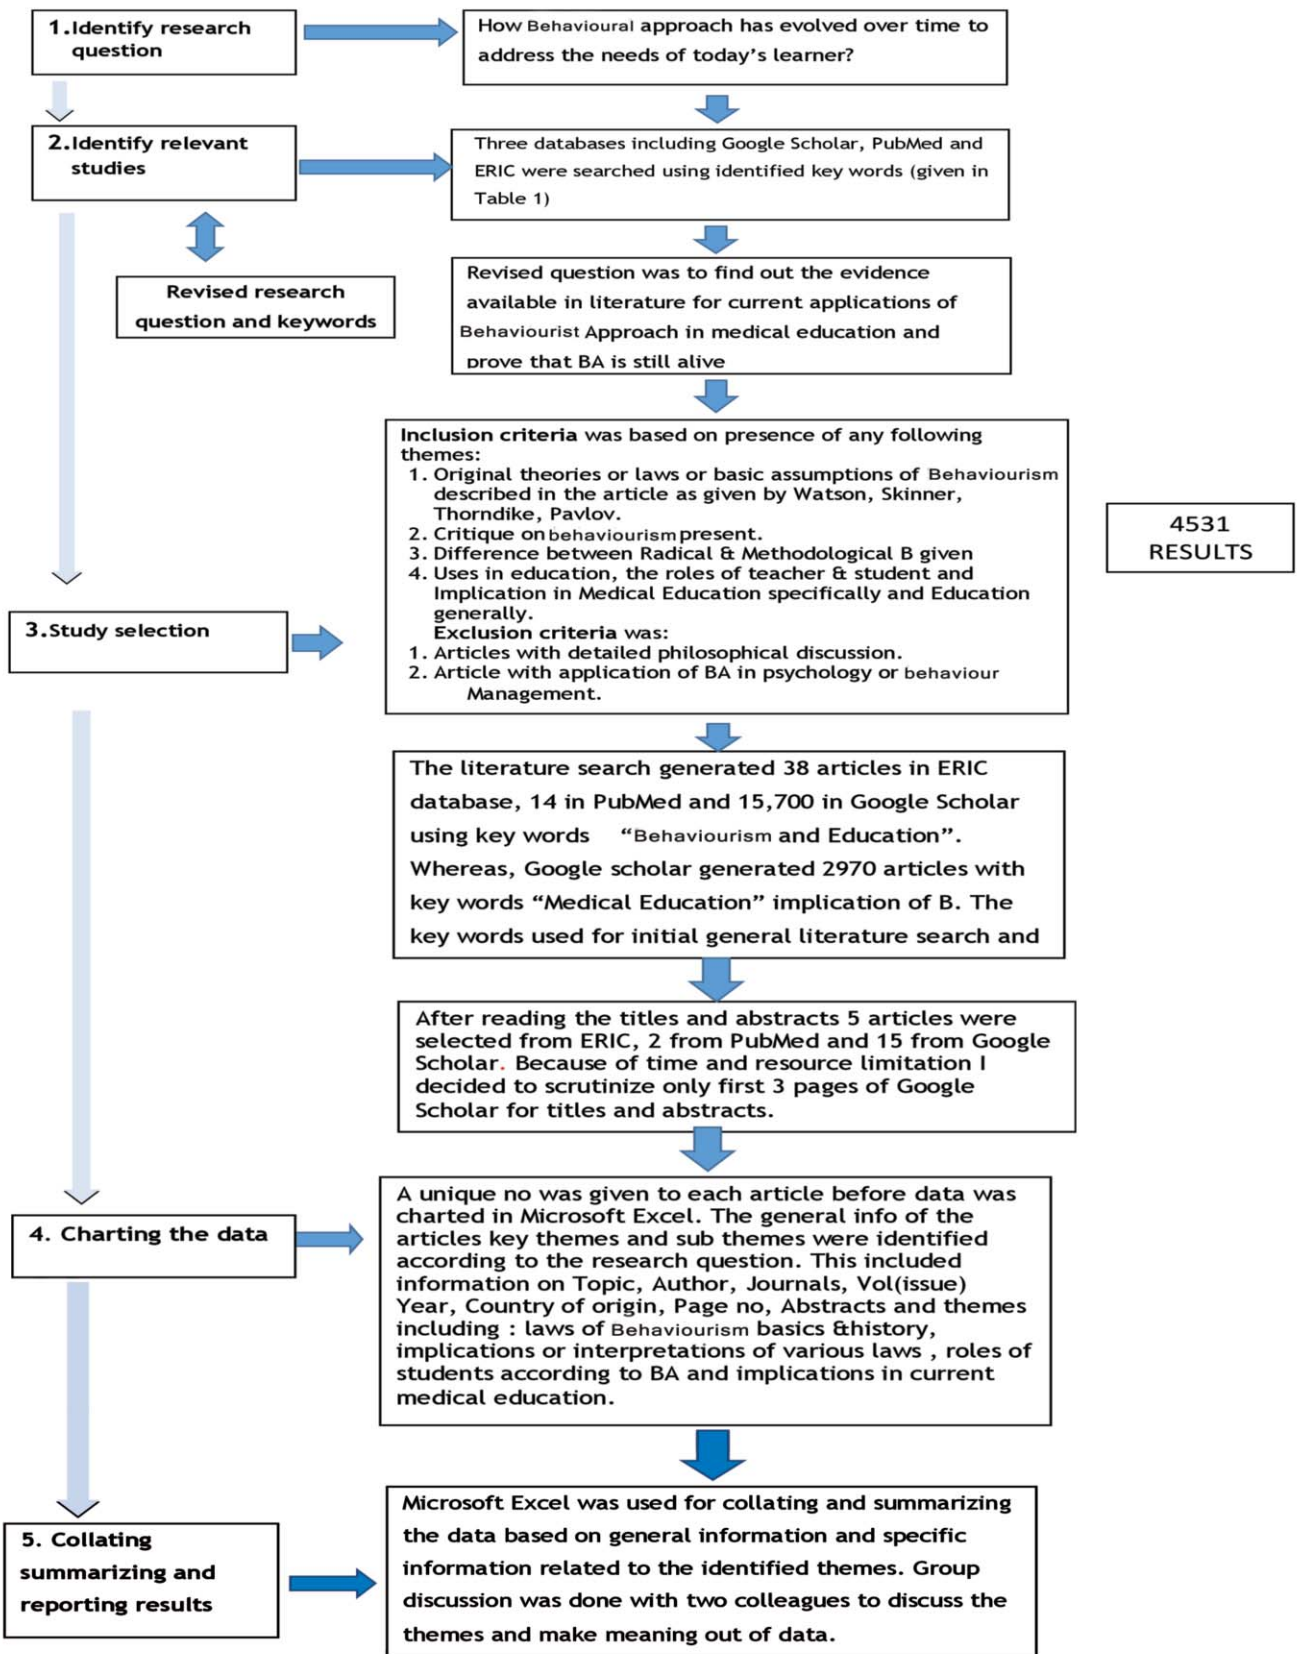 1.Identify research
question
How Behavioural approach has evolved over time to
address the needs of today's learner?
2.Identify relevant
studies
Three databases including Google Scholar, PubMed and
ERIC were searched using identified key words (given in
Table 1)
Revised research
question and keywords
Revised question was to find out the evidence
available in literature for current applications of
Behaviourist Approach in medical education and
prove that BA is still alive
Inclusion criteria was based on presence of any following
themes:
1. Original theories or laws or basic assumptions of Behaviourism
described in the article as given by Watson, Skinner,
Thorndike, Pavlov.
2. Critique on behaviourism present.
3. Difference between Radical & Methodological B given
4. Uses in education, the roles of teacher & student and
Implication in Medical Education specifically and Education
generally.
Exclusion criteria was:
1. Articles with detailed philosophical discussion.
2. Article with application of BA in psychology or behaviour
Management.
4531
RESULTS
3.Study selection
The literature search generated 38 articles in ERIC
database, 14 in PubMed and 15,700 in Google Scholar
using key words "Behaviourism and Education".
Whereas, Google scholar generated 2970 articles with
key words "Medical Education" implication of B. The
key words used for initial general literature search and
After reading the titles and abstracts 5 articles were
selected from ERIC, 2 from PubMed and 15 from Google
Scholar. Because of time and resource limitation I
decided to scrutinize only first 3 pages of Google
Scholar for titles and abstracts.
4. Charting the data
A unique no was given to each article before data was
charted in Microsoft Excel. The general info of the
articles key themes and sub themes were identified
according to the research question. This included
information on Topic, Author, Journals, Vol(issue)
Year, Country of origin, Page no, Abstracts and themes
including : laws of Behaviourism basics &history,
implications or interpretations of various laws , roles of
students according to BA and implications in current
medical education.
5. Collating
summarizing and
reporting results
Microsoft Excel was used for collating and summarizing
the data based on general information and specific
information related to the identified themes. Group
discussion was done with two colleagues to discuss the
themes and make meaning out of data.